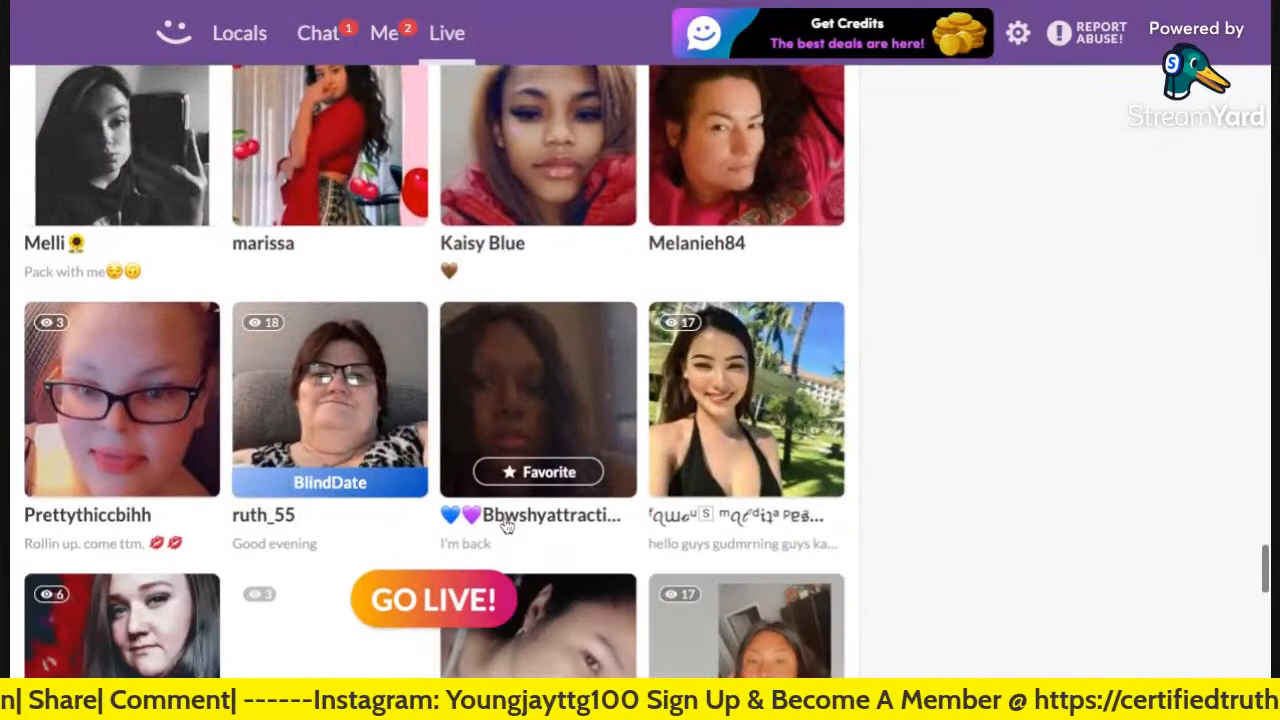 Locals Chat 1 Me 2 Live
Get Credits
The best deals are here!
REPORT
ABUSE!
Powered by
S
StreamYard
Melli🌻
marissa
Kaisy Blue
Melanieh84
Pack with me😌🙃
🤎
3
18
17
Favorite
BlindDate
Prettythiccbihh
ruth_55
💙💜Bbwshyattracti...
Rollin up. come ttm. 💋💋
Good evening
I'm back
hello guys gudmrning guys ka...
6
3
17
GO LIVE!
n| Share| Comment| ------Instagram: Youngjayttg100 Sign Up & Become A Member @ https://certifiedtruth